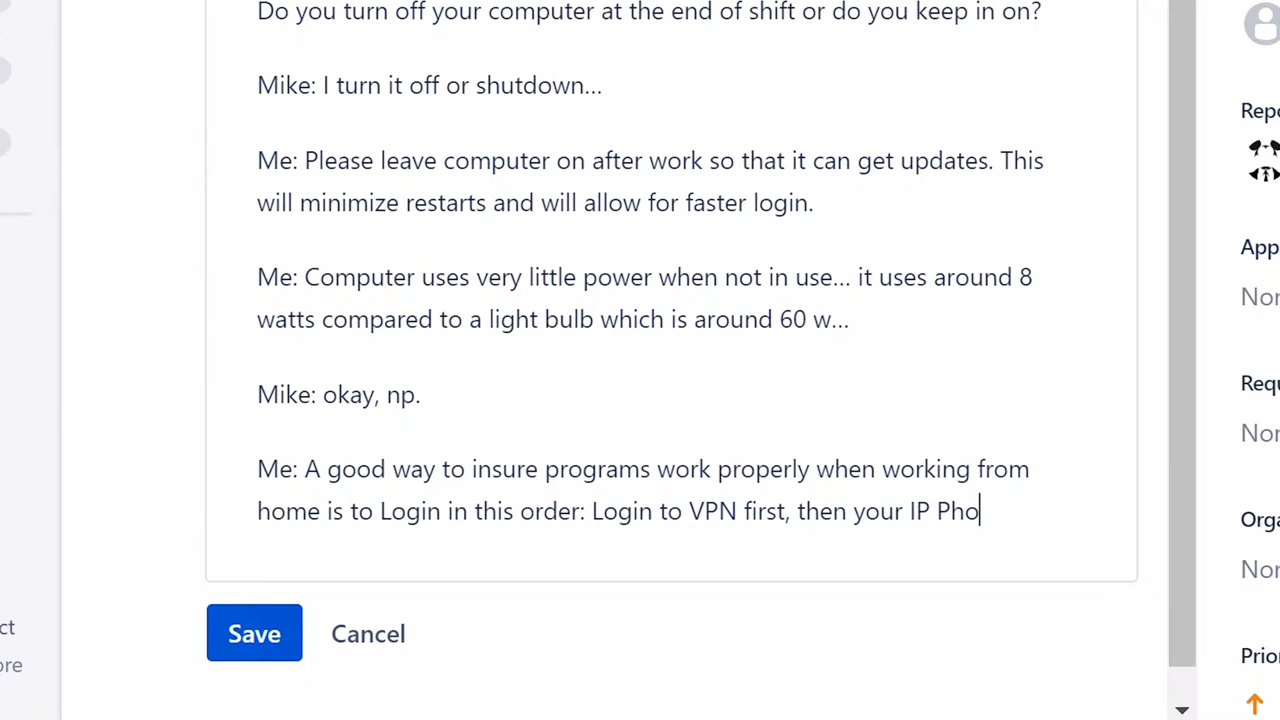 Do you turn off your computer at the end of shift or do you keep in on?
Mike: I turn it off or shutdown...
Me: Please leave computer on after work so that it can get updates. This
will minimize restarts and will allow for faster login.
Me: Computer uses very little power when not in use... it uses around 8
watts compared to a light bulb which is around 60 w...
Mike: okay, np.
Me: A good way to insure programs work properly when working from
home is to Login in this order: Login to VPN first, then your IP Pho
Save Cancel
ct
ore
Repo
App
Nor
Requ
Nor
Orga
Nor
Prior